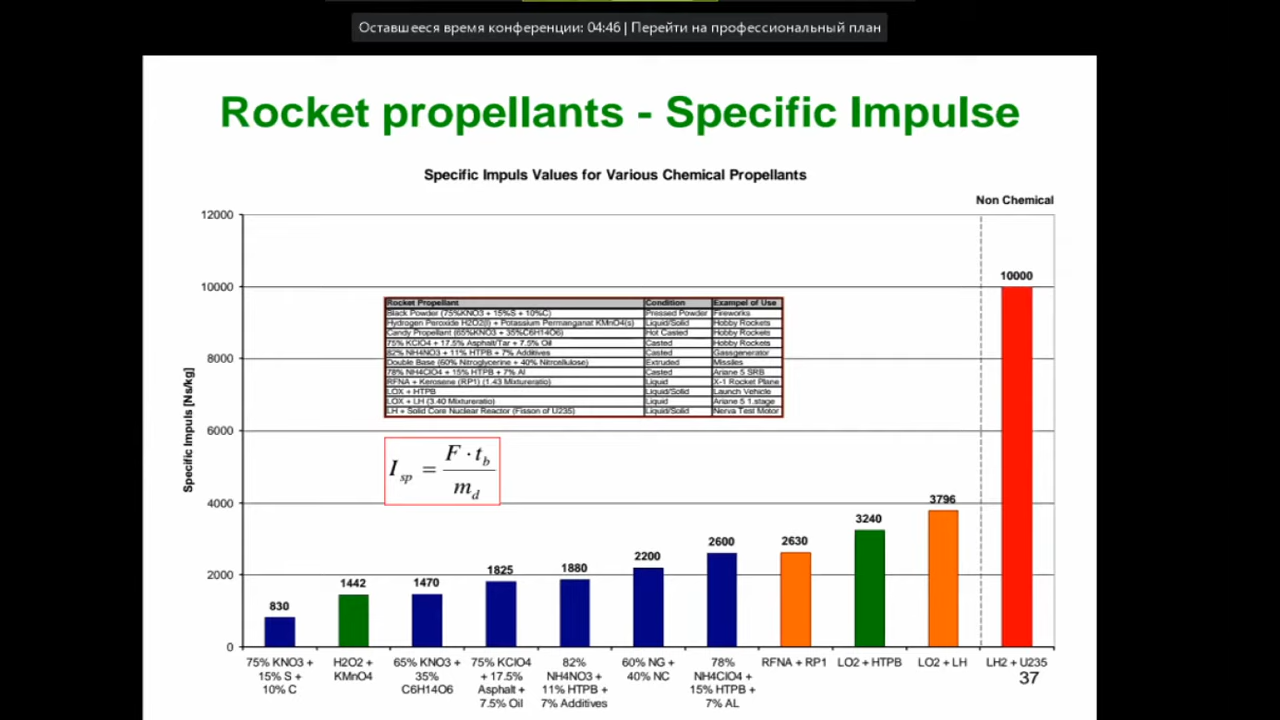 Оставшееся время конференции: 04:46 | Перейти на профессиональный план
Rocket propellants - Specific Impulse
Specific Impuls Values for Various Chemical Propellants
Non Chemical
12000
10000
8000
6000
4000
2000
0
Specific Impuls [Ns/kg]
Rocket Propellant Condition Exampel of Use
Black Powder (75%KNO3 + 15%S + 10%C) Pressed Powder Fireworks
Hydrogen Peroxide H2O2(l) + Potassium Permanganat KMnO4(s) Liquid/Solid Hobby Rockets
Candy Propellant (65%KNO3 + 35%C6H14O6) Hot Casted Hobby Rockets
75% KClO4 + 17.5% Asphalt/Tar + 7.5% Oil Casted Hobby Rockets
82% NH4NO3 + 11% HTPB + 7% Additives Casted Gassgenerator
Double Base (60% Nitroglycerine + 40% Nitrocellulose) Extruded Missiles
78% NH4ClO4 + 15% HTPB + 7% Al Casted Ariane 5 SRB
RFNA + Kerosene (RP1) (1.43 Mixtureratio) Liquid X-1 Rocket Plane
LOX + HTPB Liquid/Solid Launch Vehicle
LOX + LH (3.40 Mixtureratio) Liquid Ariane 5 1.stage
LH + Solid Core Nuclear Reactor (Fisson of U235) Liquid/Solid Nerva Test Motor
I sp = F · t b / m d
830
1442
1470
1825
1880
2200
2600
2630
3240
3796
10000
75% KNO3 +
15% S +
10% C
H2O2 +
KMnO4
65% KNO3 +
35%
C6H14O6
75% KClO4
+ 17.5%
Asphalt +
7.5% Oil
82%
NH4NO3 +
11% HTPB +
7% Additives
60% NG +
40% NC
78%
NH4ClO4 +
15% HTPB +
7% AL
RFNA + RP1
LO2 + HTPB
LO2 + LH
LH2 + U235
37